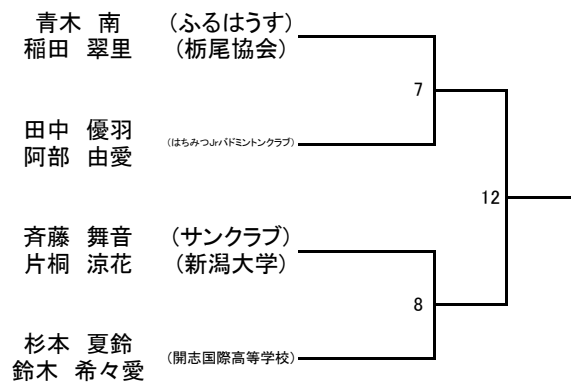 青木 南 (ふるはうす)
稲田 翠里 (栃尾協会)
7
田中 優羽
阿部 由愛
(はちみつJrバドミントンクラブ)
12
斉藤 舞音 (サンクラブ)
片桐 涼花 (新潟大学)
8
杉本 夏鈴
鈴木 希々愛
(開志国際高等学校)